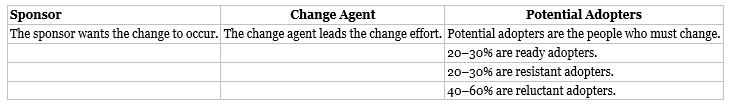 Sponsor Change Agent Potential Adopters
The sponsor wants the change to occur. The change agent leads the change effort. Potential adopters are the people who must change.
20–30% are ready adopters.
20–30% are resistant adopters.
40–60% are reluctant adopters.